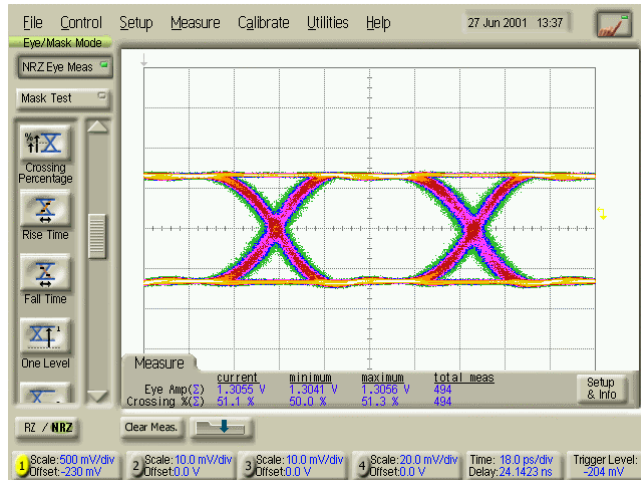 File Control Setup Measure Calibrate Utilities Help 27 Jun 2001 13:37
Eye/Mask Mode
NRZ Eye Meas
Mask Test
%
Crossing
Percentage
Rise Time
Fall Time
One Level
Measure
current minimum maximum total meas
Eye Amp(Σ) 1.3055 V 1.3041 V 1.3056 V 494
Crossing %(Σ) 51.1 % 50.0 % 51.3 % 494
Setup
& Info
RZ / NRZ
Clear Meas.
1 Scale:500 mV/div
Offset:-230 mV
2 Scale:10.0 mV/div
Offset:0.0 V
3 Scale:10.0 mV/div
Offset:0.0 V
4 Scale:20.0 mV/div
Offset:0.0 V
Time: 18.0 ps/div
Delay:24.1423 ns
Trigger Level:
-204 mV